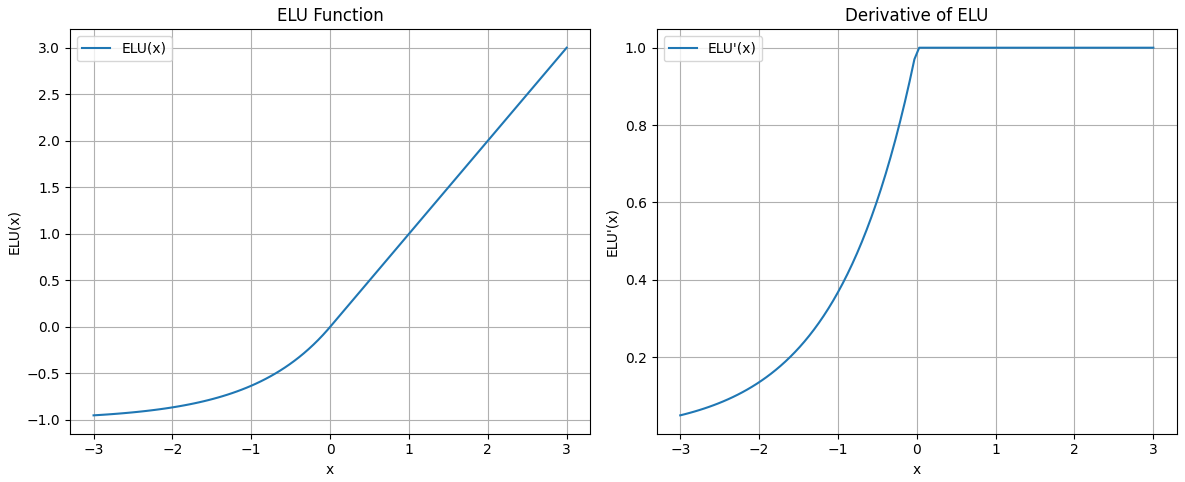 ELU Function
ELU(x)
3.0
2.5
2.0
1.5
1.0
0.5
0.0
−0.5
−1.0
ELU(x)
−3 −2 −1 0 1 2 3
x
Derivative of ELU
ELU'(x)
1.0
0.8
0.6
0.4
0.2
ELU'(x)
−3 −2 −1 0 1 2 3
x